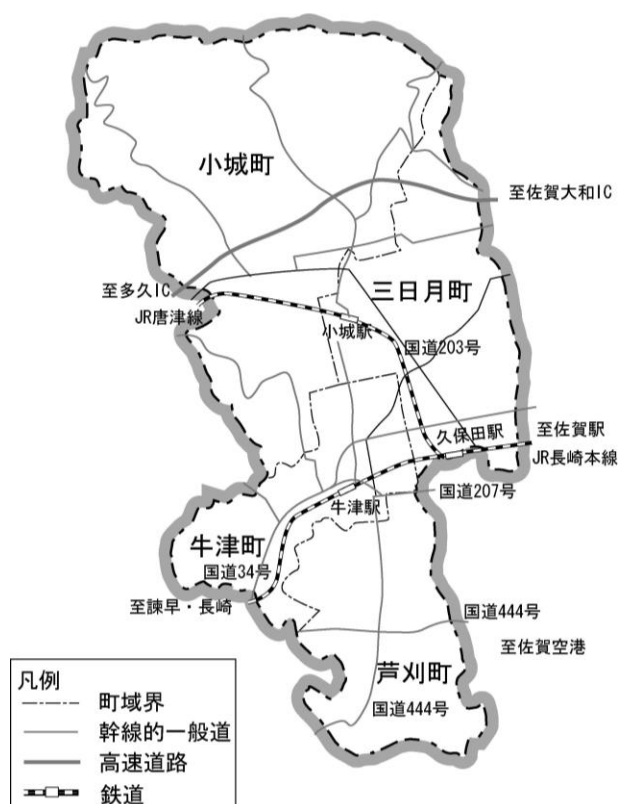 小城町
至佐賀大和IC
至多久IC
三日月町
JR唐津線
小城駅
国道203号
久保田駅
至佐賀駅
JR長崎本線
国道207号
牛津駅
牛津町
国道34号
至諫早・長崎
国道444号
至佐賀空港
芦刈町
国道444号
凡例
町域界
幹線的一般道
高速道路
鉄道